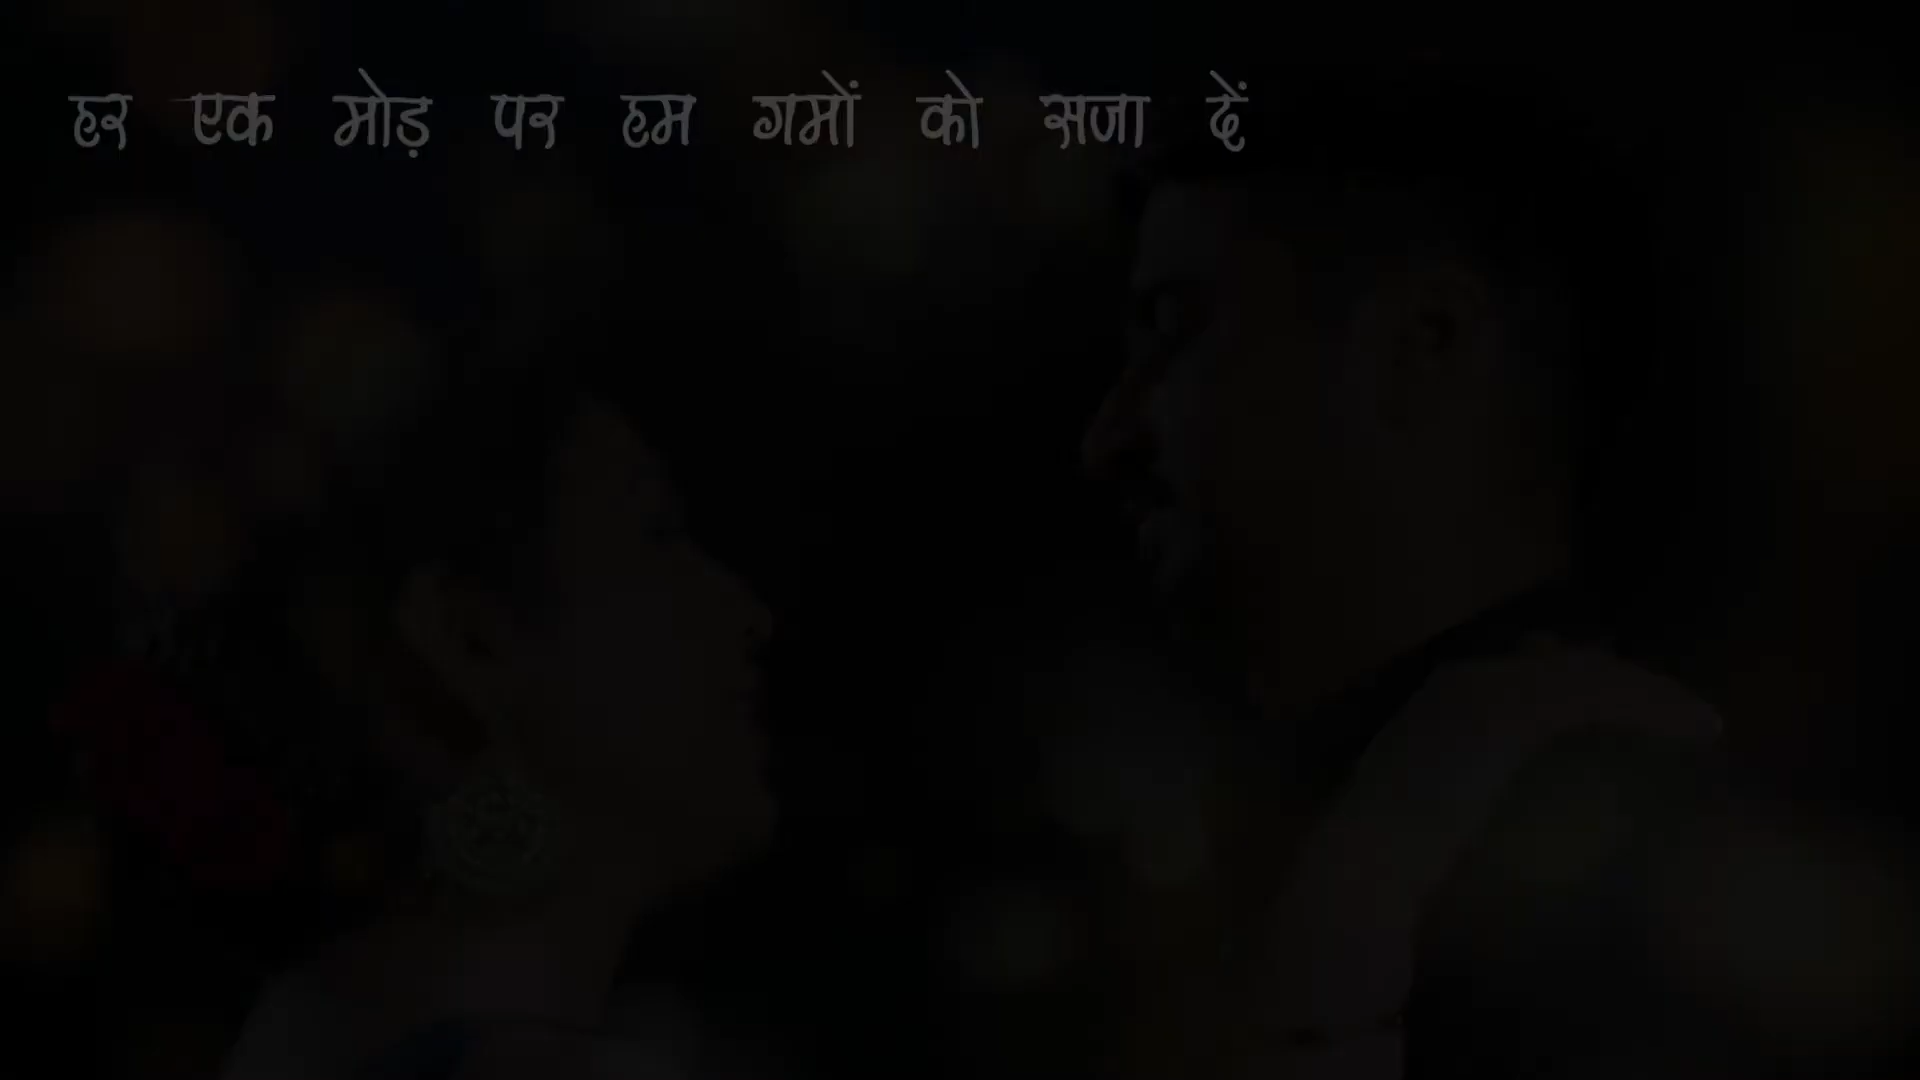 हर एक मोड़ पर हम गमों को सजा दें